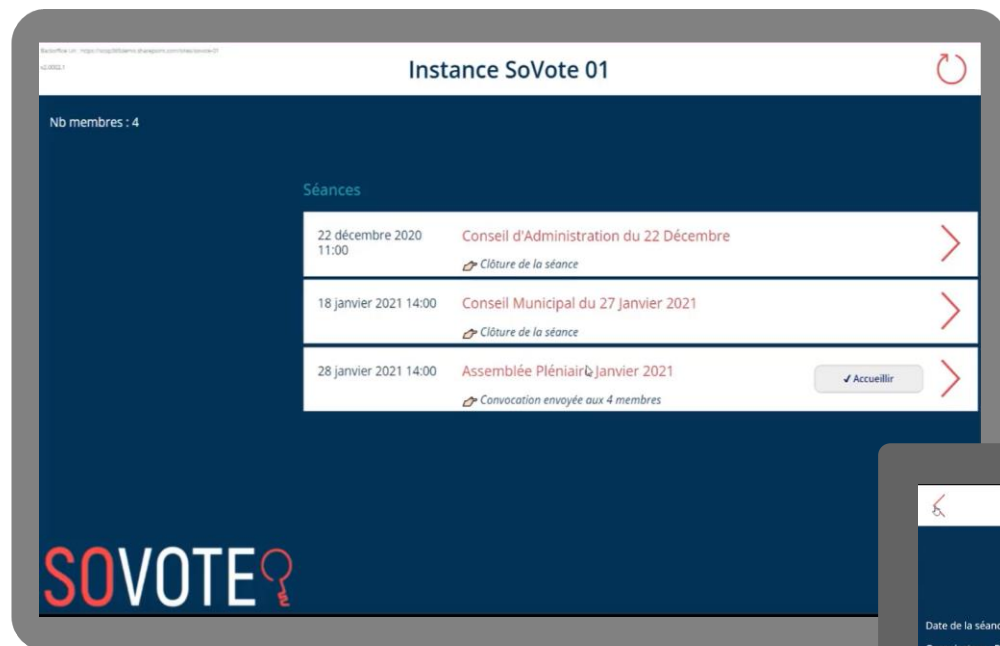 Instance SoVote 01
Nb membres : 4
Séances
22 décembre 2020
11:00
Conseil d'Administration du 22 Décembre
Clôture de la séance
18 janvier 2021 14:00
Conseil Municipal du 27 Janvier 2021
Clôture de la séance
28 janvier 2021 14:00
Assemblée Pléniaire Janvier 2021
✓ Accueillir
Convocation envoyée aux 4 membres
SOVOTE
Date de la séanc